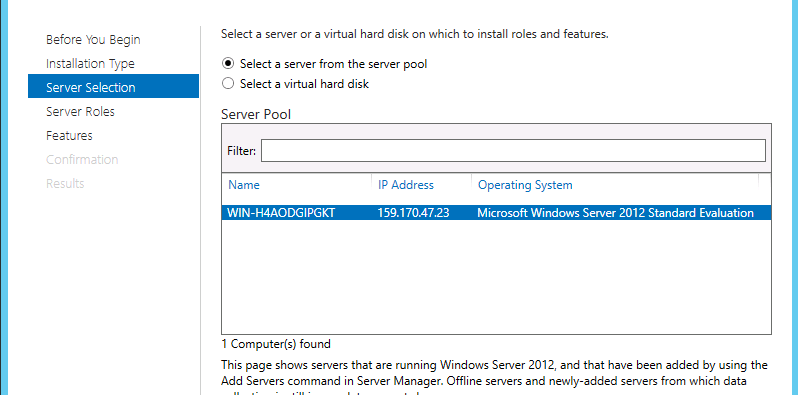 Select a server or a virtual hard disk on which to install roles and features.
Before You Begin
Installation Type
Server Selection
Server Roles
Features
Confirmation
Results
Select a server from the server pool
Select a virtual hard disk
Server Pool
Filter:
Name IP Address Operating System
WIN-H4AODGIPGKT 159.170.47.23 Microsoft Windows Server 2012 Standard Evaluation
1 Computer(s) found
This page shows servers that are running Windows Server 2012, and that have been added by using the
Add Servers command in Server Manager. Offline servers and newly-added servers from which data